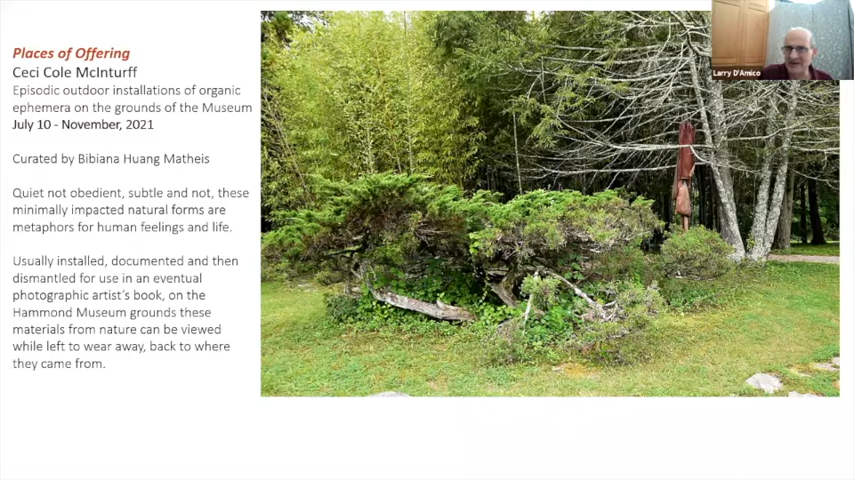 Places of Offering
Ceci Cole McInturff
Episodic outdoor installations of organic
ephemera on the grounds of the Museum
July 10 - November, 2021
Curated by Bibiana Huang Matheis
Quiet not obedient, subtle and not, these
minimally impacted natural forms are
metaphors for human feelings and life.
Usually installed, documented and then
dismantled for use in an eventual
photographic artist's book, on the
Hammond Museum grounds these
materials from nature can be viewed
while left to wear away, back to where
they came from.
Larry D'Amico